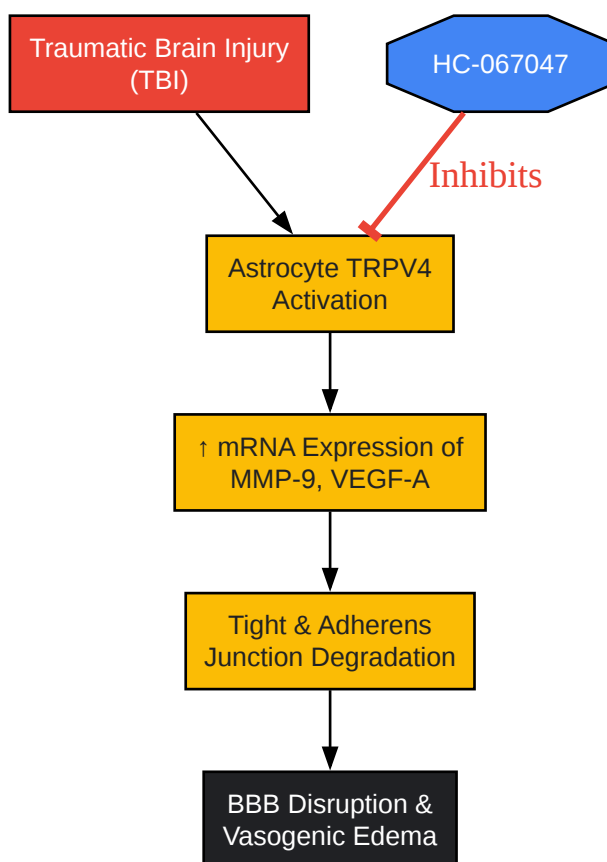 Traumatic Brain Injury
(TBI)
HC-067047
Inhibits
Astrocyte TRPV4
Activation
↑ mRNA Expression of
MMP-9, VEGF-A
Tight & Adherens
Junction Degradation
BBB Disruption &
Vasogenic Edema